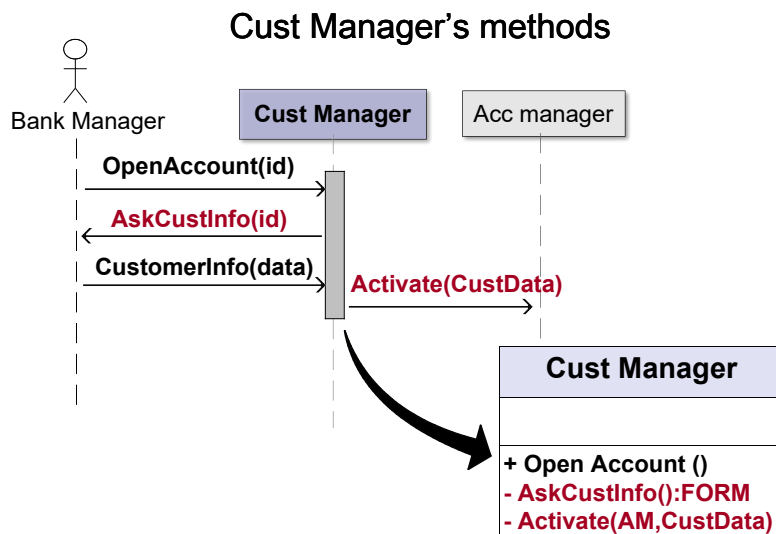 Cust Manager's methods
Bank Manager
Cust Manager
Acc manager
OpenAccount(id)
AskCustInfo(id)
CustomerInfo(data)
Activate(CustData)
Cust Manager
+ Open Account ()
- AskCustInfo():FORM
- Activate(AM,CustData)